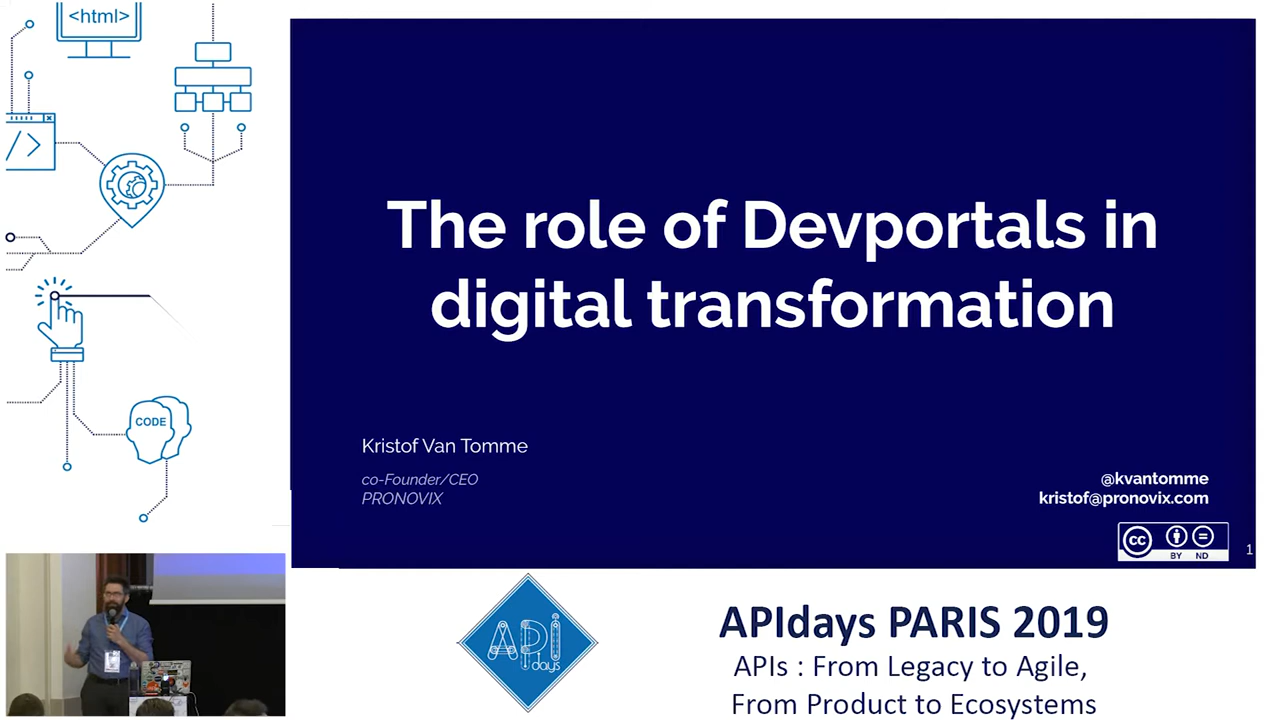 <html>
</>
CODE
The role of Devportals in
digital transformation
Kristof Van Tomme
co-Founder/CEO
PRONOVIX
@kvantomme
kristof@pronovix.com
cc
BY ND
1
API
days
APIdays PARIS 2019
APIs : From Legacy to Agile,
From Product to Ecosystems